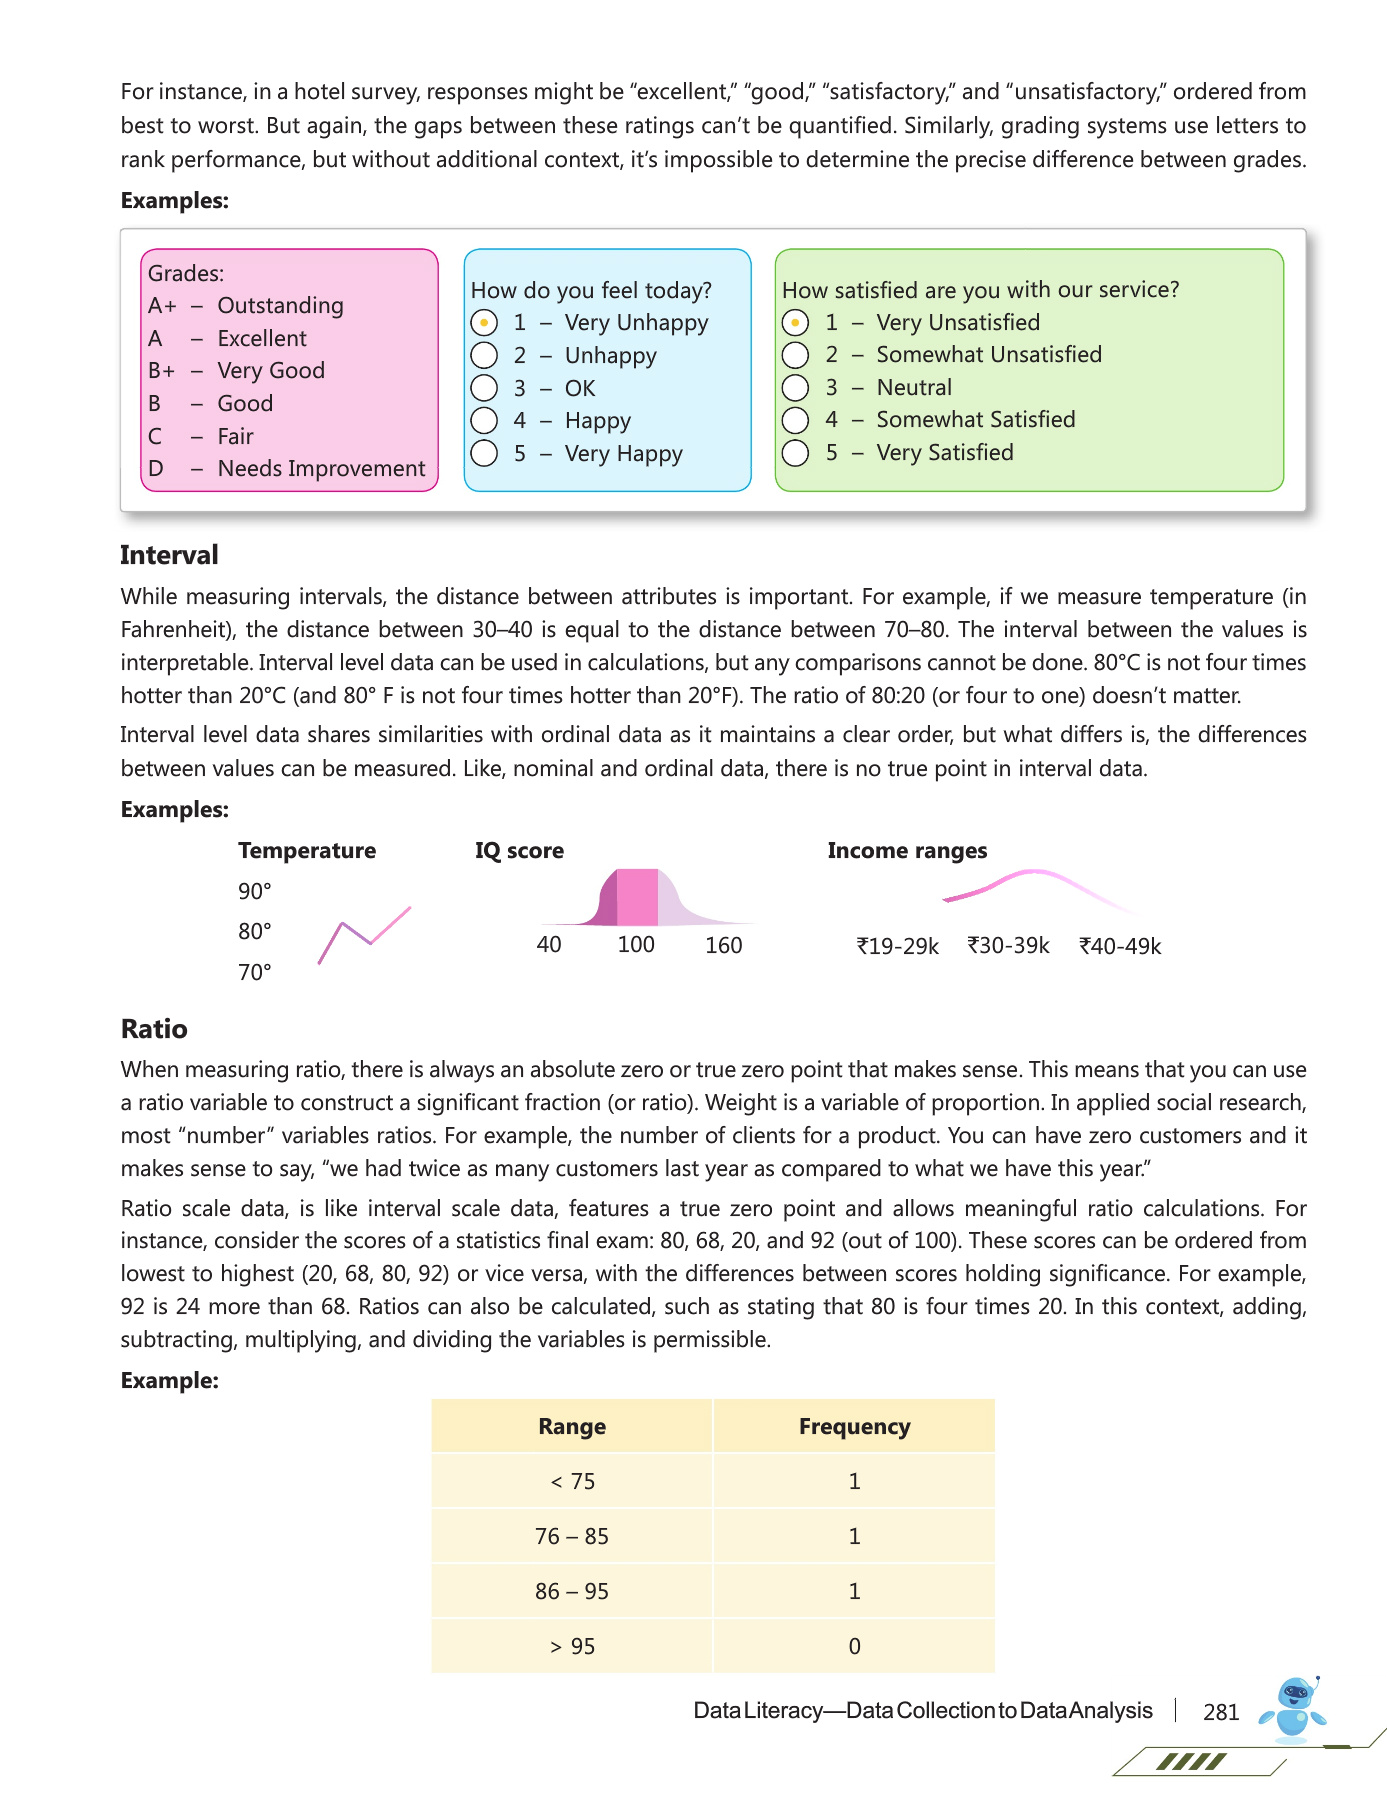 For instance, in a hotel survey, responses might be “excellent,” “good,” “satisfactory,” and “unsatisfactory,” ordered from
best to worst. But again, the gaps between these ratings can’t be quantified. Similarly, grading systems use letters to
rank performance, but without additional context, it’s impossible to determine the precise difference between grades.
Examples:
Grades:
A+ – Outstanding
A – Excellent
B+ – Very Good
B – Good
C – Fair
D – Needs Improvement
How do you feel today?
1 – Very Unhappy
2 – Unhappy
3 – OK
4 – Happy
5 – Very Happy
How satisfied are you with our service?
1 – Very Unsatisfied
2 – Somewhat Unsatisfied
3 – Neutral
4 – Somewhat Satisfied
5 – Very Satisfied
Interval
While measuring intervals, the distance between attributes is important. For example, if we measure temperature (in
Fahrenheit), the distance between 30–40 is equal to the distance between 70–80. The interval between the values is
interpretable. Interval level data can be used in calculations, but any comparisons cannot be done. 80°C is not four times
hotter than 20°C (and 80° F is not four times hotter than 20°F). The ratio of 80:20 (or four to one) doesn’t matter.
Interval level data shares similarities with ordinal data as it maintains a clear order, but what differs is, the differences
between values can be measured. Like, nominal and ordinal data, there is no true point in interval data.
Examples:
Temperature
90°
80°
70°
IQ score
40 100 160
Income ranges
₹19-29k ₹30-39k ₹40-49k
Ratio
When measuring ratio, there is always an absolute zero or true zero point that makes sense. This means that you can use
a ratio variable to construct a significant fraction (or ratio). Weight is a variable of proportion. In applied social research,
most “number” variables ratios. For example, the number of clients for a product. You can have zero customers and it
makes sense to say, “we had twice as many customers last year as compared to what we have this year.”
Ratio scale data, is like interval scale data, features a true zero point and allows meaningful ratio calculations. For
instance, consider the scores of a statistics final exam: 80, 68, 20, and 92 (out of 100). These scores can be ordered from
lowest to highest (20, 68, 80, 92) or vice versa, with the differences between scores holding significance. For example,
92 is 24 more than 68. Ratios can also be calculated, such as stating that 80 is four times 20. In this context, adding,
subtracting, multiplying, and dividing the variables is permissible.
Example:
Range Frequency
< 75 1
76 – 85 1
86 – 95 1
> 95 0
Data Literacy—Data Collection to Data Analysis 281